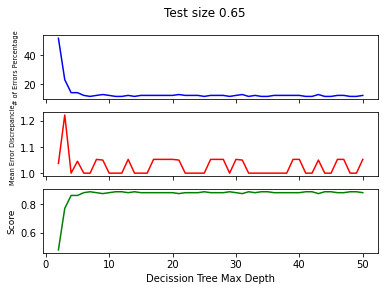 Test size 0.65
# of Errors Percentage
40
20
Mean Error Discrepancy
1.2
1.1
1.0
Score
0.8
0.6
0
10
20
30
40
50
Decission Tree Max Depth